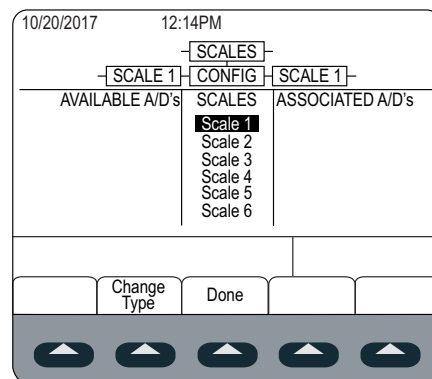 10/20/2017 12:14PM
SCALES
SCALE 1 CONFIG SCALE 1
AVAILABLE A/D's SCALES ASSOCIATED A/D's
Scale 1
Scale 2
Scale 3
Scale 4
Scale 5
Scale 6
Change
Type
Done